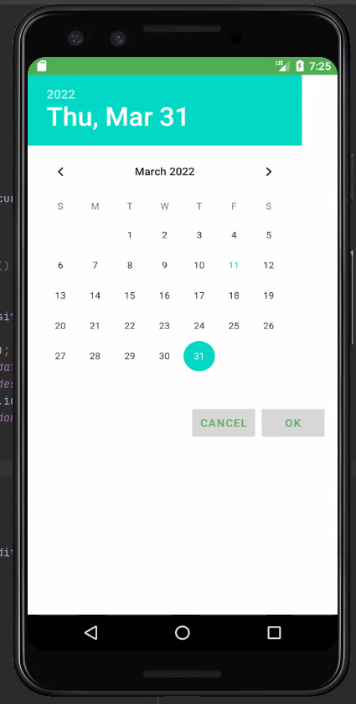 LTE 7:25
2022
Thu, Mar 31
March 2022
S M T W T F S
1 2 3 4 5
6 7 8 9 10 11 12
13 14 15 16 17 18 19
20 21 22 23 24 25 26
27 28 29 30 31
CANCEL OK